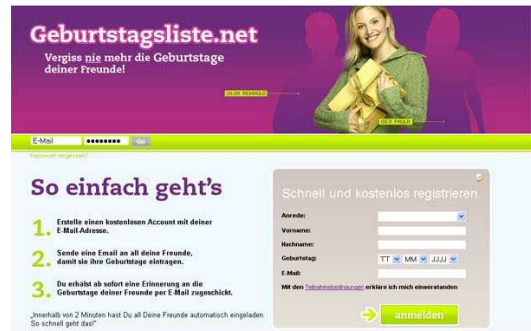 Geburtstagsliste.net
Vergiss nie mehr die Geburtstage
deiner Freunde!
E-Mail
Go
Passwort vergessen?
So einfach geht's
1. Erstelle einen kostenlosen Account mit deiner
E-Mail-Adresse.
2. Sende eine Email an all deine Freunde,
damit sie ihre Geburtstage eintragen.
3. Du erhälst ab sofort eine Erinnerung an die
Geburtstage deiner Freunde per E-Mail zugeschickt.
„Innerhalb von 2 Minuten hast Du all Deine Freunde automatisch eingeladen.
So schnell geht das!"
Schnell und kostenlos registrieren
Anrede:
Vorname:
Nachname:
Geburtstag: TT MM JJJJ
E-Mail:
Mit den Teilnahmebedingungen erkläre ich mich einverstanden
anmelden